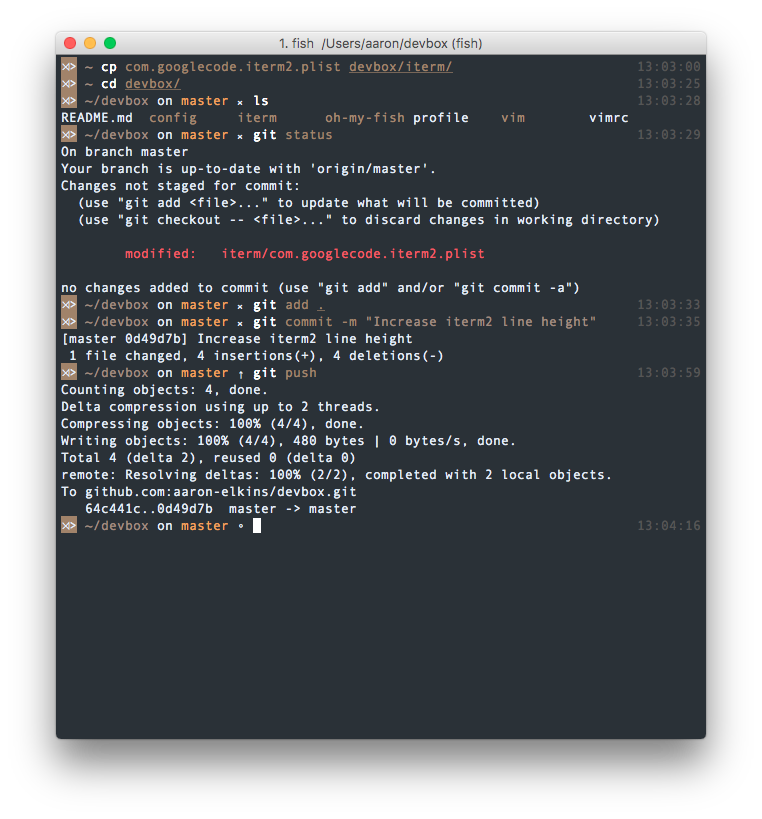 1. fish /Users/aaron/devbox (fish)
~ cp com.googlecode.iterm2.plist devbox/iterm/ 13:03:00
~ cd devbox/ 13:03:25
~/devbox on master × ls 13:03:28
README.md config iterm oh-my-fish profile vim vimrc
~/devbox on master × git status 13:03:29
On branch master
Your branch is up-to-date with 'origin/master'.
Changes not staged for commit:
(use "git add <file>..." to update what will be committed)
(use "git checkout -- <file>..." to discard changes in working directory)
modified: iterm/com.googlecode.iterm2.plist
no changes added to commit (use "git add" and/or "git commit -a")
~/devbox on master × git add . 13:03:33
~/devbox on master × git commit -m "Increase iterm2 line height" 13:03:35
[master 0d49d7b] Increase iterm2 line height
1 file changed, 4 insertions(+), 4 deletions(-)
~/devbox on master ↑ git push 13:03:59
Counting objects: 4, done.
Delta compression using up to 2 threads.
Compressing objects: 100% (4/4), done.
Writing objects: 100% (4/4), 480 bytes | 0 bytes/s, done.
Total 4 (delta 2), reused 0 (delta 0)
remote: Resolving deltas: 100% (2/2), completed with 2 local objects.
To github.com:aaron-elkins/devbox.git
64c441c..0d49d7b master -> master
~/devbox on master ∘ 13:04:16